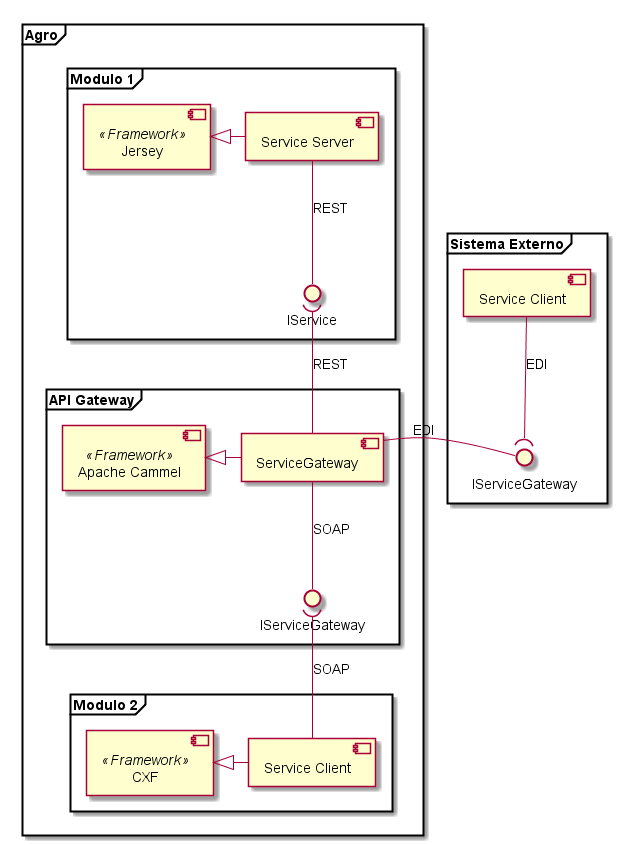 Agro
Modulo 1
«Framework»
Jersey
Service Server
REST
IService
REST
Sistema Externo
Service Client
EDI
IServiceGateway
API Gateway
«Framework»
Apache Cammel
ServiceGateway
EDI
SOAP
IServiceGateway
SOAP
Modulo 2
«Framework»
CXF
Service Client